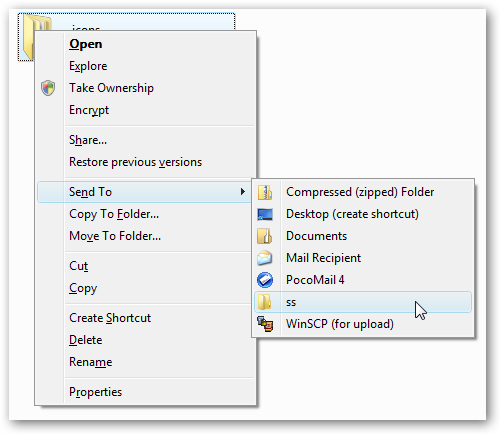 icons
Open
Explore
Take Ownership
Encrypt
Share...
Restore previous versions
Send To
Copy To Folder...
Move To Folder...
Cut
Copy
Create Shortcut
Delete
Rename
Properties
Compressed (zipped) Folder
Desktop (create shortcut)
Documents
Mail Recipient
PocoMail 4
ss
WinSCP (for upload)